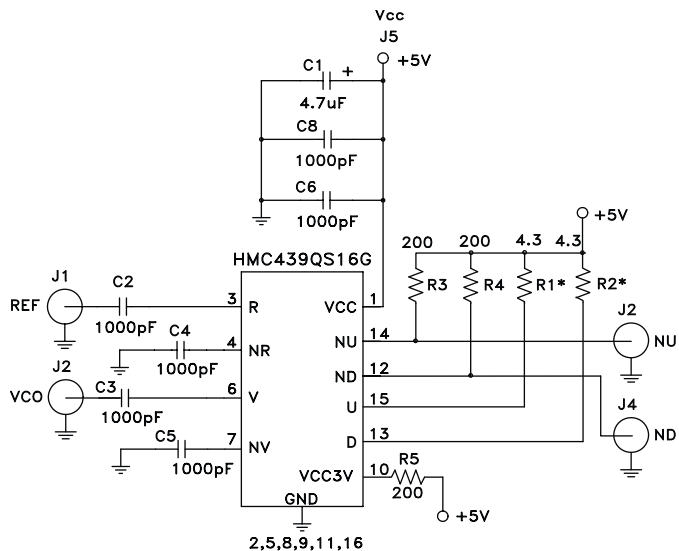 Vcc
J5
+5V
C1
+
4.7uF
C8
1000pF
C6
1000pF
+5V
200 200 4.3 4.3
R3 R4 R1* R2*
HMC439QS16G
J1
REF
C2
1000pF
3 R
VCC 1
C4
1000pF
4 NR
NU 14
J2
NU
J2
VCO
C3
1000pF
6 V
ND 12
U 15
J4
ND
C5
1000pF
7 NV
D 13
VCC3V 10
R5
200
+5V
GND
2,5,8,9,11,16